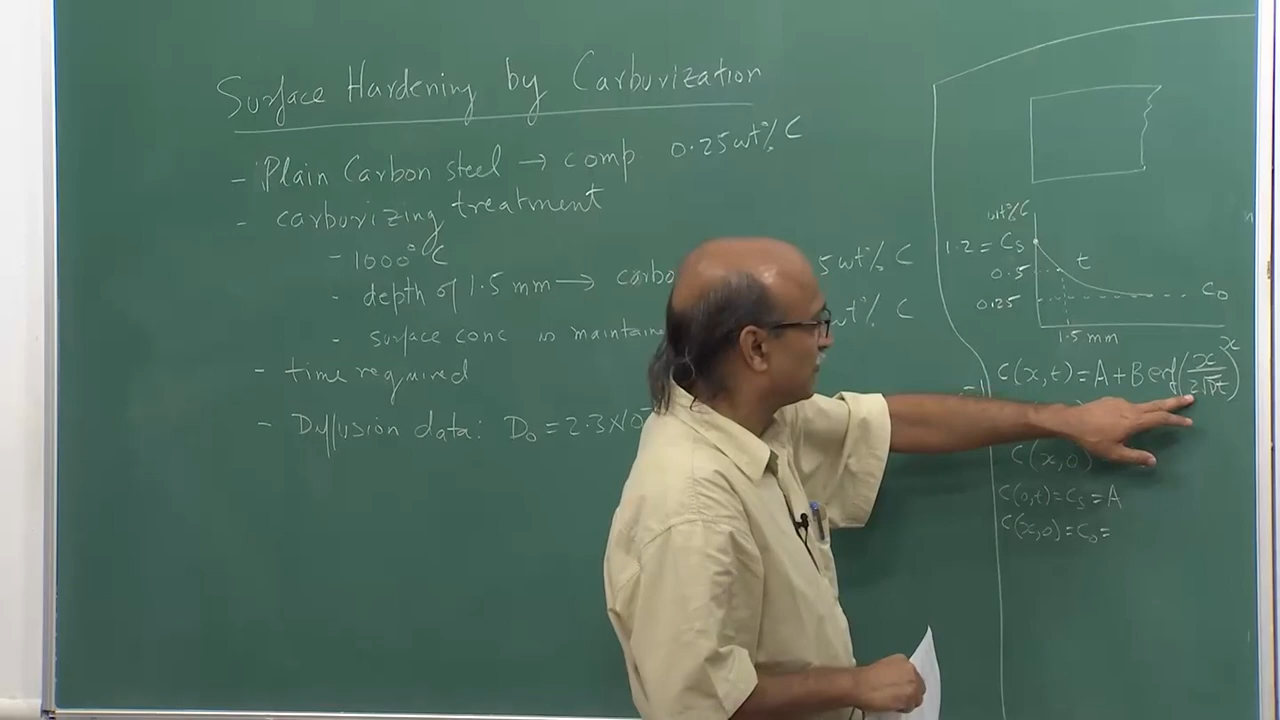 Surface Hardening by Carburization
- Plain Carbon steel → comp 0.25 wt% C
- carburizing treatment
- 1000°C
- depth of 1.5 mm → carbo 5 wt% C
- surface conc is maintaine wt% C
- time required
- Diffusion data: D₀ = 2.3×10⁻
wt% C
1.2 = Cs
t
0.5
0.25
C₀
1.5 mm
x
C(x,t) = A + B erf(x/2√Dt)
C(x,0)
C(0,t) = Cs = A
C(x,0) = C₀ =